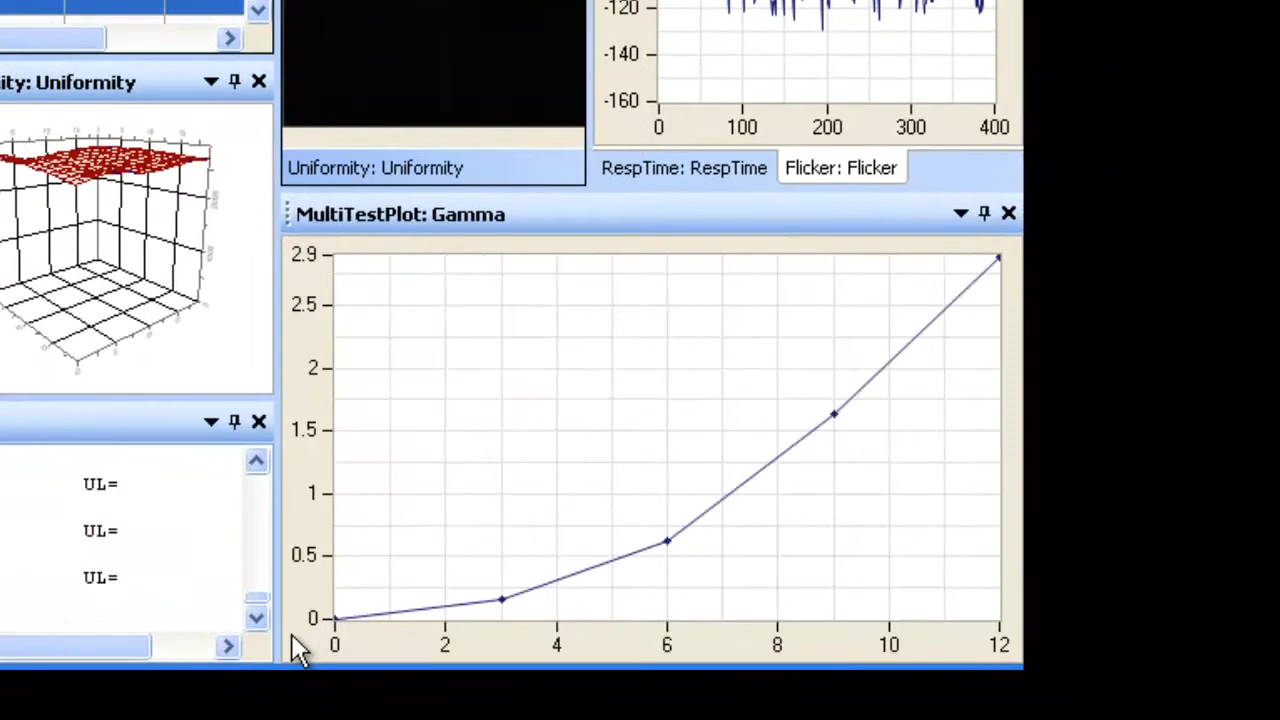 -120
-140
-160
0 100 200 300 400
ity: Uniformity
Uniformity: Uniformity
RespTime: RespTime
Flicker: Flicker
MultiTestPlot: Gamma
2.9
2.5
2
1.5
1
0.5
0
0 2 4 6 8 10 12
UL=
UL=
UL=